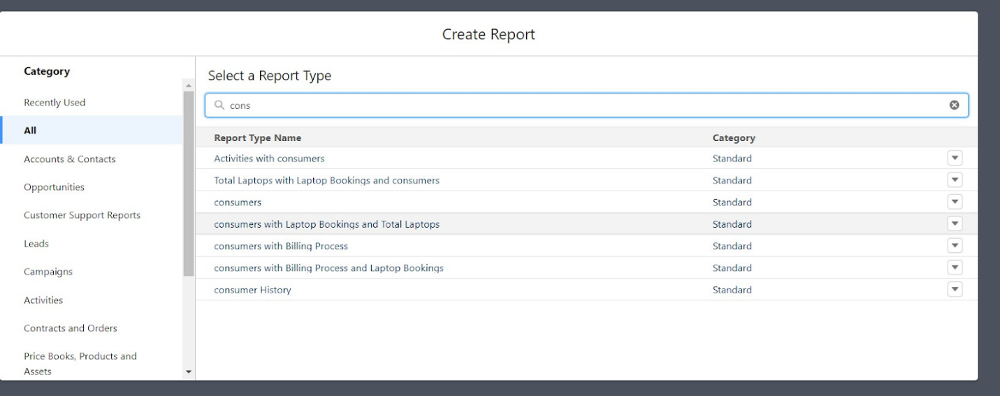 Create Report
Category
Recently Used
All
Accounts & Contacts
Opportunities
Customer Support Reports
Leads
Campaigns
Activities
Contracts and Orders
Price Books, Products and
Assets
Select a Report Type
cons
Report Type Name Category
Activities with consumers Standard
Total Laptops with Laptop Bookings and consumers Standard
consumers Standard
consumers with Laptop Bookings and Total Laptops Standard
consumers with Billing Process Standard
consumers with Billing Process and Laptop Bookings Standard
consumer History Standard